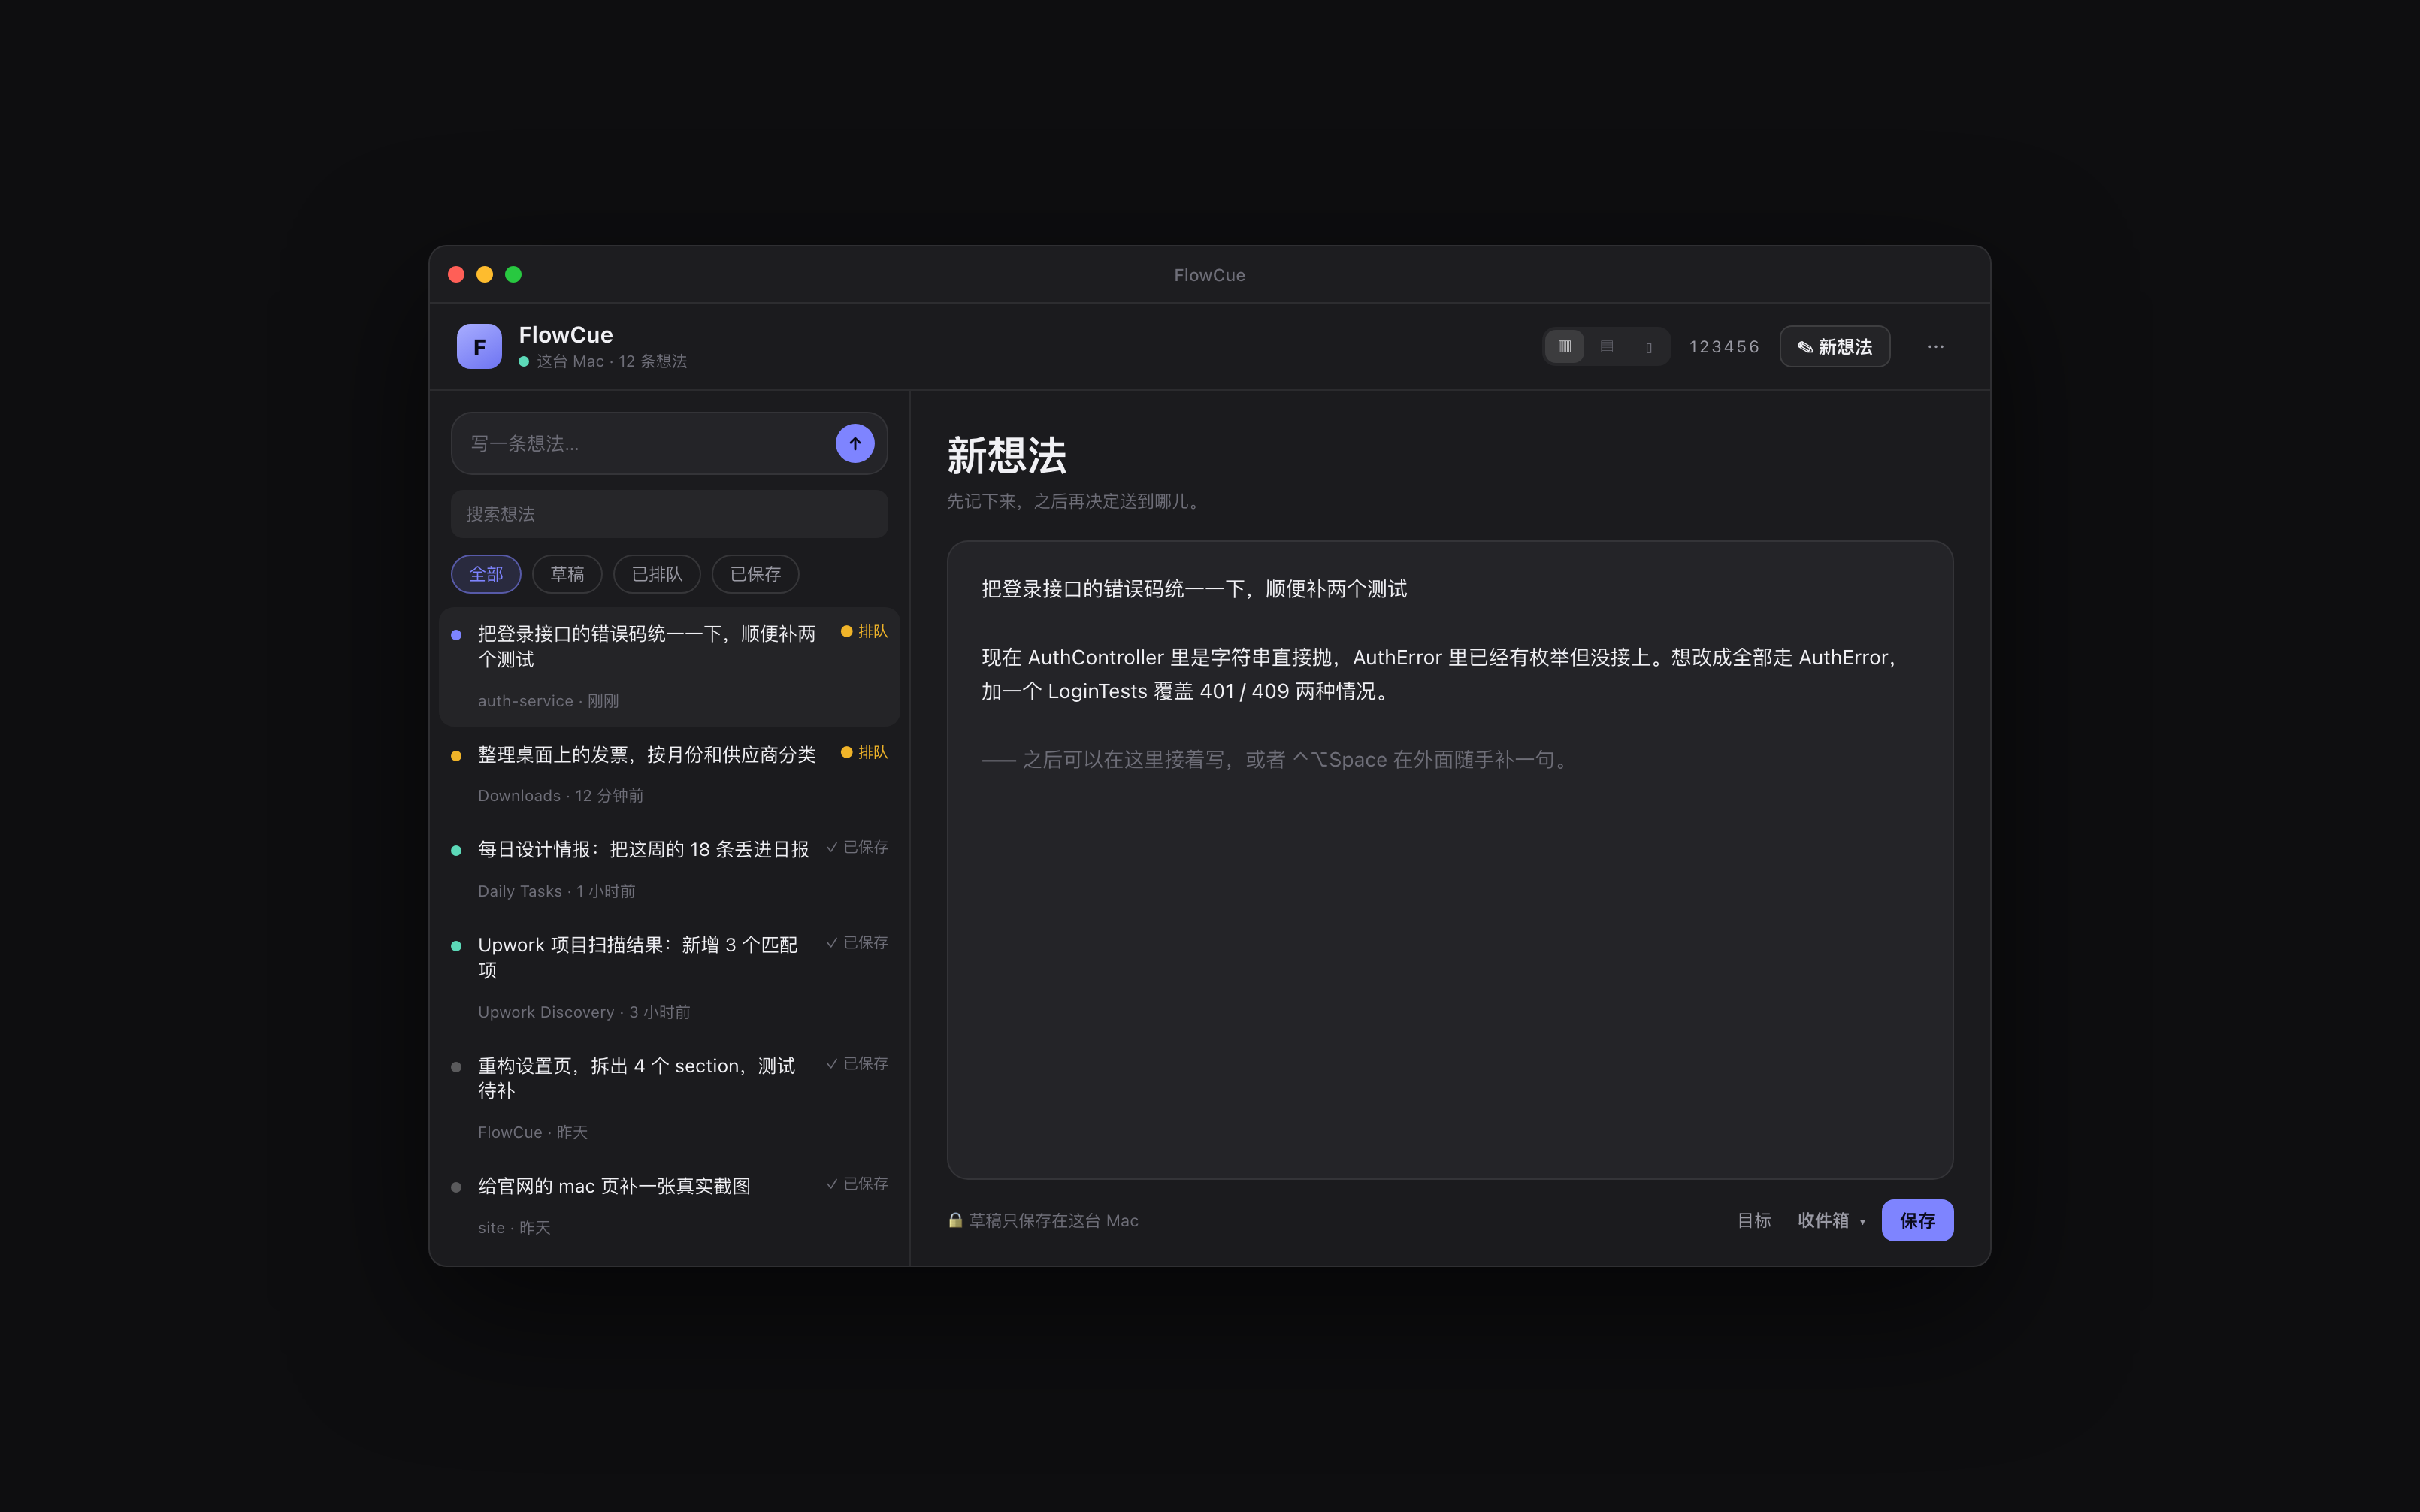 FlowCue
F
FlowCue
这台 Mac · 12 条想法
123456
✎ 新想法
···
写一条想法...
搜索想法
全部
草稿
已排队
已保存
把登录接口的错误码统一一下，顺便补两
个测试
排队
auth-service · 刚刚
整理桌面上的发票，按月份和供应商分类
排队
Downloads · 12 分钟前
每日设计情报：把这周的 18 条丢进日报
✓ 已保存
Daily Tasks · 1 小时前
Upwork 项目扫描结果：新增 3 个匹配
项
✓ 已保存
Upwork Discovery · 3 小时前
重构设置页，拆出 4 个 section，测试
待补
✓ 已保存
FlowCue · 昨天
给官网的 mac 页补一张真实截图
✓ 已保存
site · 昨天
新想法
先记下来，之后再决定送到哪儿。
把登录接口的错误码统一一下，顺便补两个测试
现在 AuthController 里是字符串直接抛，AuthError 里已经有枚举但没接上。想改成全部走 AuthError，
加一个 LoginTests 覆盖 401 / 409 两种情况。
—— 之后可以在这里接着写，或者 ^⌥Space 在外面随手补一句。
草稿只保存在这台 Mac
目标
收件箱
保存